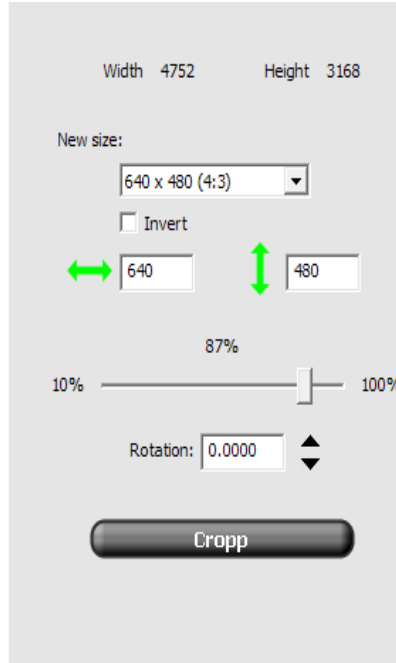 Width 4752 Height 3168
New size:
640 x 480 (4:3)
Invert
640 480
87%
10% 100%
Rotation: 0.0000
Cropp